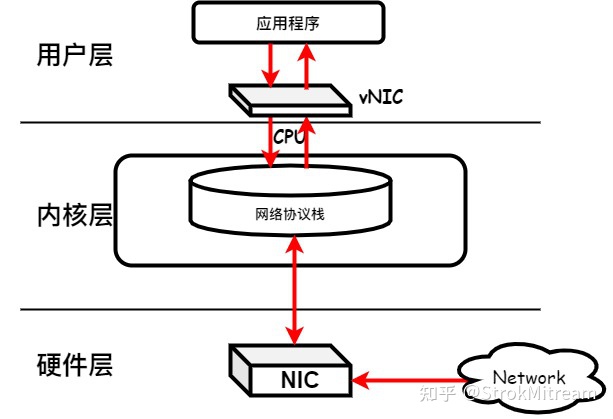 应用程序
用户层
vNIC
CPU
网络协议栈
内核层
硬件层
NIC
Network
知乎 @StrokMitream